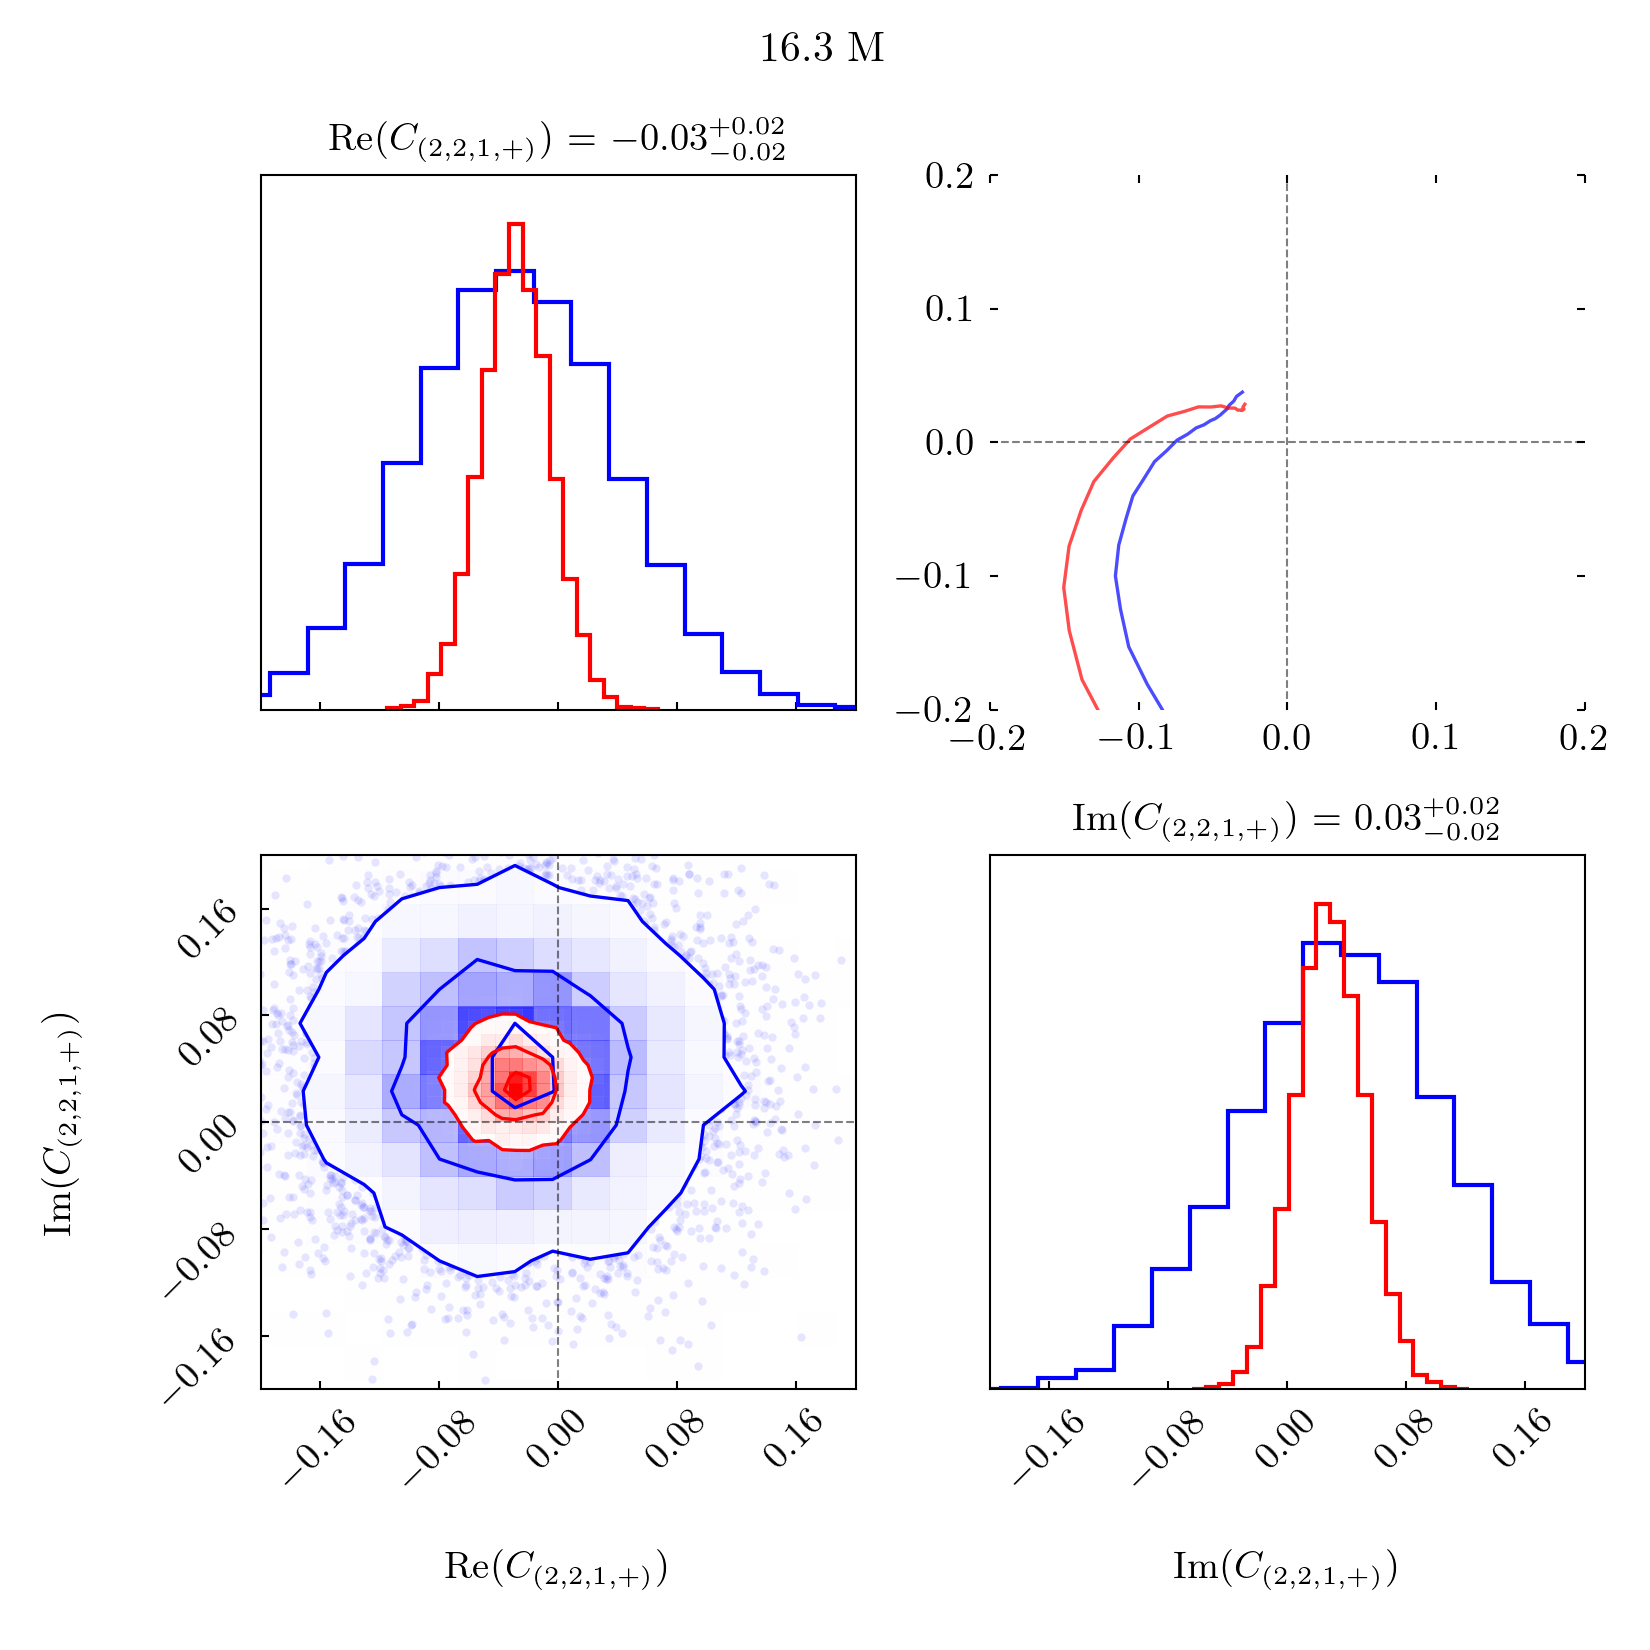 16.3 M
Re(C₍₂,₂,₁,₊₎) = −0.03⁺⁰·⁰²₋₀.₀₂
0.2
0.1
0.0
−0.1
−0.2
−0.2 −0.1 0.0 0.1 0.2
Im(C₍₂,₂,₁,₊₎) = 0.03⁺⁰·⁰²₋₀.₀₂
0.16
0.08
0.00
−0.08
−0.16
Im(C₍₂,₂,₁,₊₎)
−0.16 −0.08 0.00 0.08 0.16
−0.16 −0.08 0.00 0.08 0.16
Re(C₍₂,₂,₁,₊₎)
Im(C₍₂,₂,₁,₊₎)